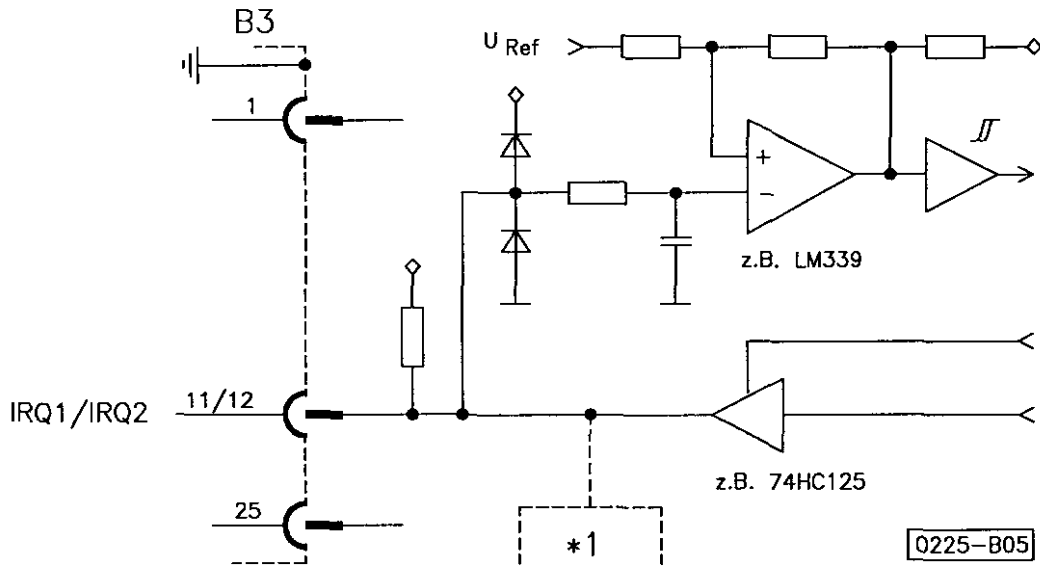 B3
U Ref
1
+
−
z.B. LM339
IRQ1/IRQ2
11/12
z.B. 74HC125
25
*1
0225-B05